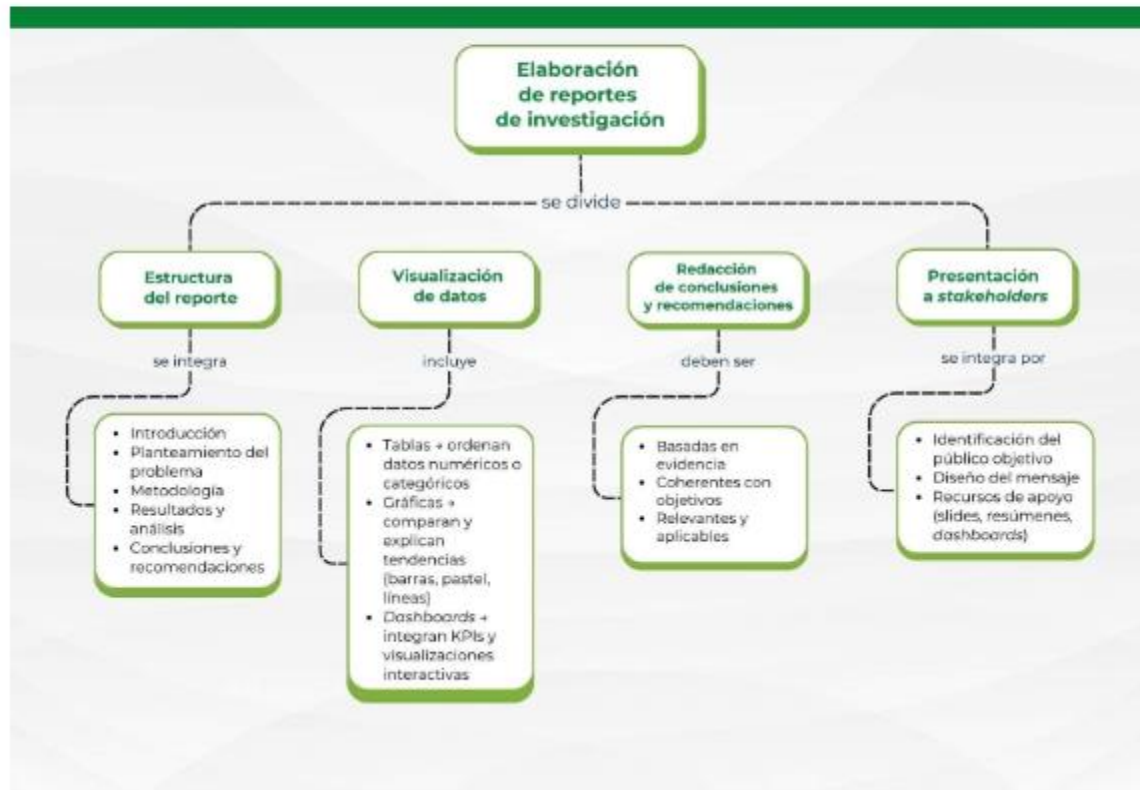 Elaboración
de reportes
de investigación
se divide
Estructura
del reporte
se integra
• Introducción
• Planteamiento del
problema
• Metodología
• Resultados y
análisis
• Conclusiones y
recomendaciones
Visualización
de datos
incluye
• Tablas → ordenan
datos numéricos o
categóricos
• Gráficas →
comparan y
explican
tendencias
(barras, pastel,
líneas)
• Dashboards →
integran KPIs y
visualizaciones
interactivas
Redacción
de conclusiones
y recomendaciones
deben ser
• Basadas en
evidencia
• Coherentes con
objetivos
• Relevantes y
aplicables
Presentación
a stakeholders
se integra por
• Identificación del
público objetivo
• Diseño del mensaje
• Recursos de apoyo
(slides, resúmenes,
dashboards)